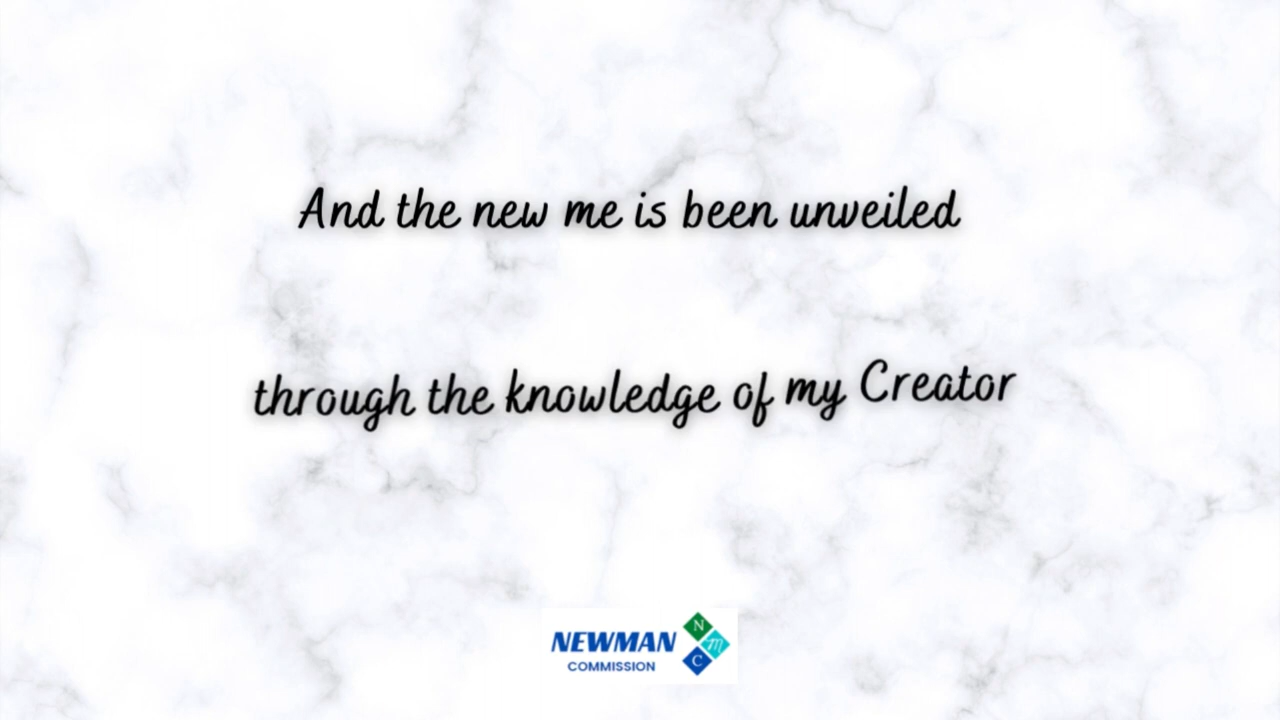 And the new me is been unveiled
through the knowledge of my Creator
NEWMAN
COMMISSION
N
M
C